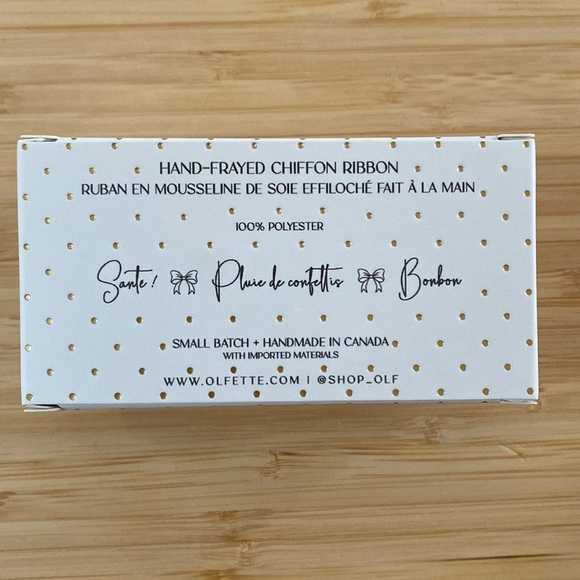 HAND-FRAYED CHIFFON RIBBON
RUBAN EN MOUSSELINE DE SOIE EFFILOCHÉ FAIT À LA MAIN
100% POLYESTER
Sante! Pluie de confettis Bonbon
SMALL BATCH + HANDMADE IN CANADA
WITH IMPORTED MATERIALS
WWW.OLFETTE.COM | @SHOP_OLF